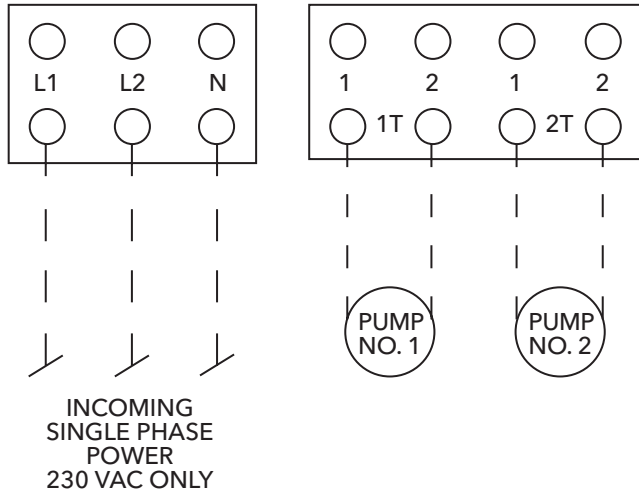 L1 L2 N
1 2 1 2
1T 2T
PUMP
NO. 1
PUMP
NO. 2
INCOMING
SINGLE PHASE
POWER
230 VAC ONLY